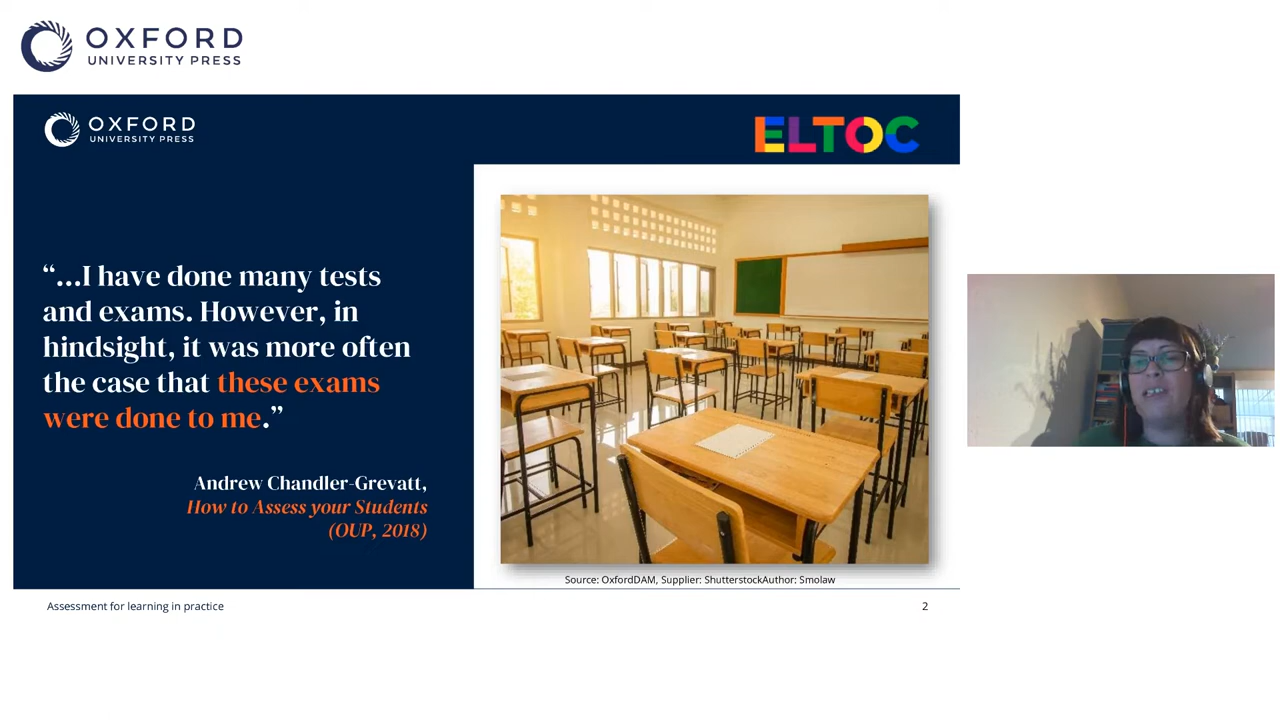 OXFORD
UNIVERSITY PRESS
OXFORD
UNIVERSITY PRESS
ELTOC
“...I have done many tests
and exams. However, in
hindsight, it was more often
the case that these exams
were done to me.”
Andrew Chandler-Grevatt,
How to Assess your Students
(OUP, 2018)
Source: OxfordDAM, Supplier: ShutterstockAuthor: Smolaw
Assessment for learning in practice
2